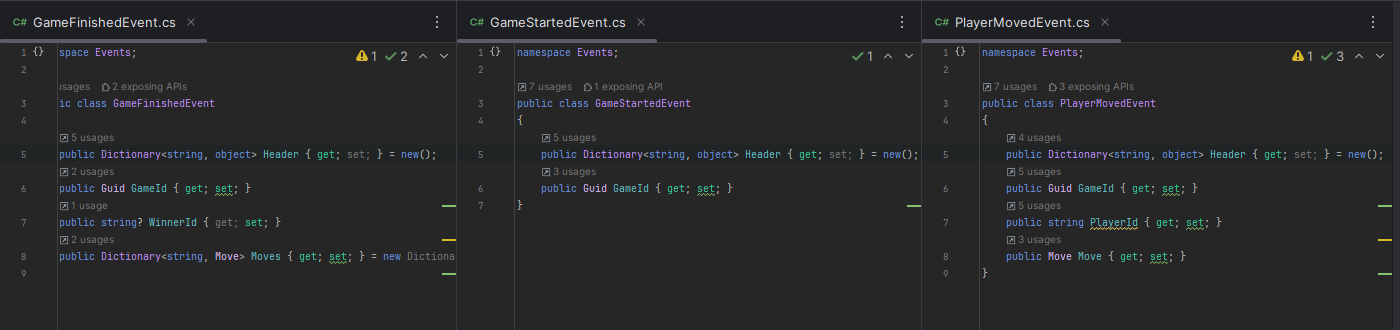 C# GameFinishedEvent.cs ×
1 {} space Events; 1 2
2
usages 2 exposing APIs
3 ic class GameFinishedEvent
4
5 usages
5 public Dictionary<string, object> Header { get; set; } = new();
2 usages
6 public Guid GameId { get; set; }
1 usage
7 public string? WinnerId { get; set; }
2 usages
8 public Dictionary<string, Move> Moves { get; set; } = new Dictiona
9
C# GameStartedEvent.cs ×
1 {} namespace Events; 1
2
7 usages 1 exposing API
3 public class GameStartedEvent
4 {
5 usages
5 public Dictionary<string, object> Header { get; set; } = new();
3 usages
6 public Guid GameId { get; set; }
7 }
C# PlayerMovedEvent.cs ×
1 {} namespace Events; 1 3
2
7 usages 3 exposing APIs
3 public class PlayerMovedEvent
4 {
4 usages
5 public Dictionary<string, object> Header { get; set; } = new();
5 usages
6 public Guid GameId { get; set; }
5 usages
7 public string PlayerId { get; set; }
3 usages
8 public Move Move { get; set; }
9 }